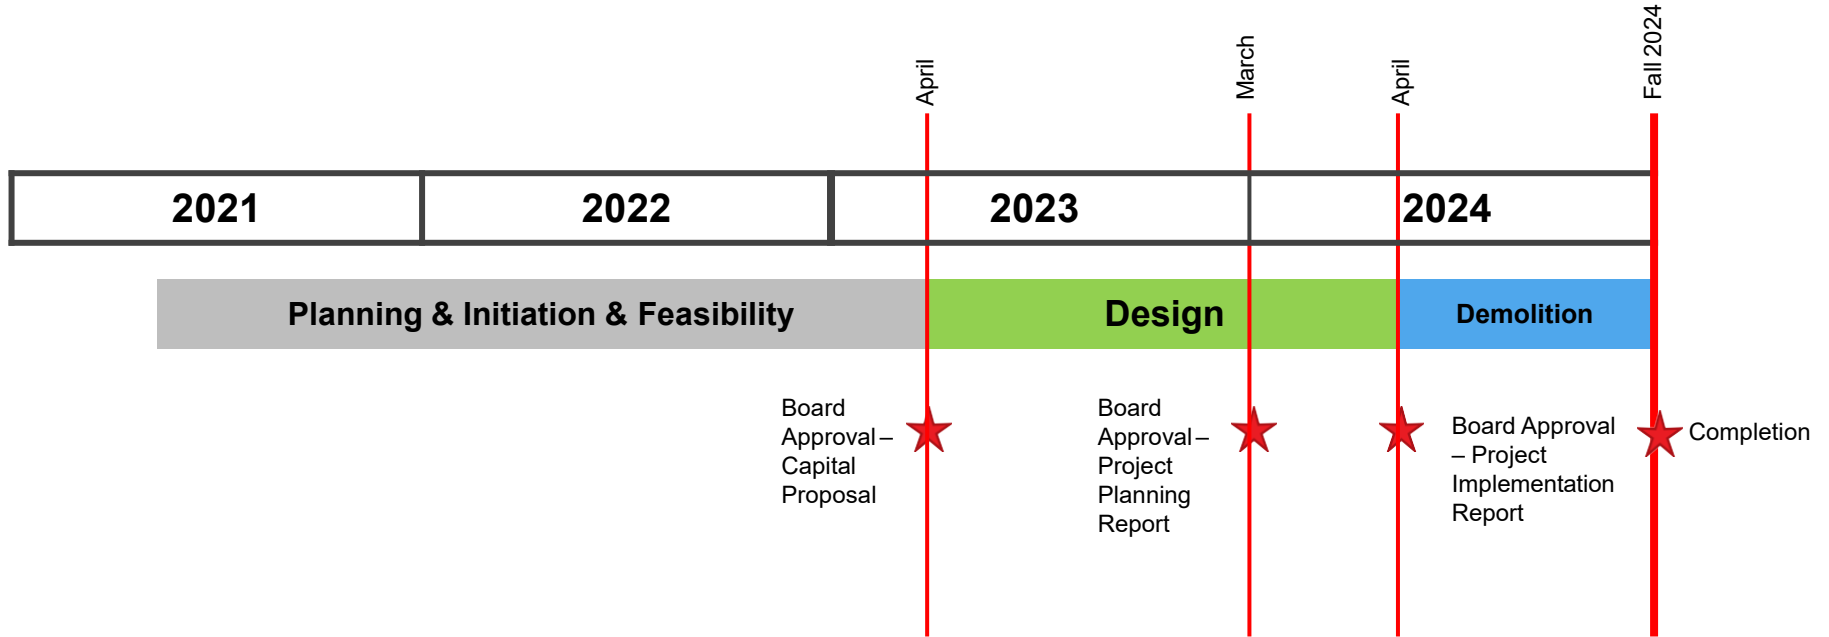 April
March
April
Fall 2024
2021
2022
2023
2024
Planning & Initiation & Feasibility
Design
Demolition
Board
Approval –
Capital
Proposal
Board
Approval –
Project
Planning
Report
Board Approval
– Project
Implementation
Report
Completion